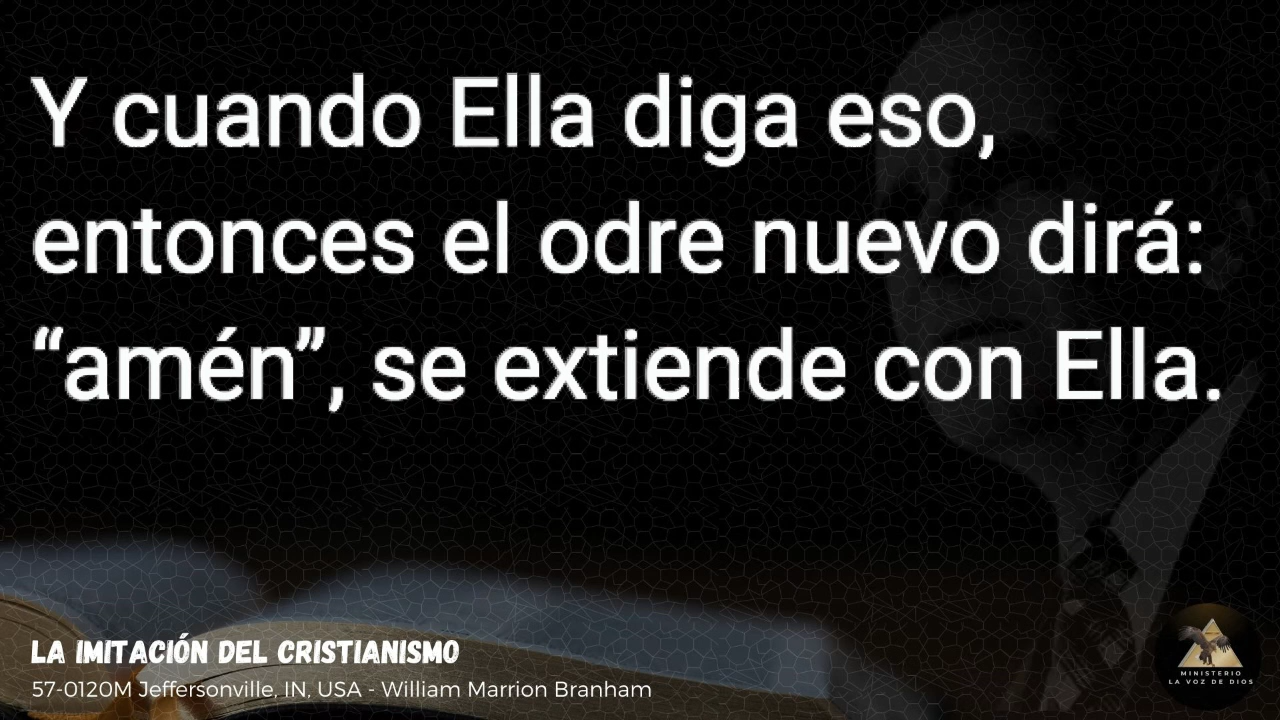 Y cuando Ella diga eso,
entonces el odre nuevo dirá:
“amén”, se extiende con Ella.
LA IMITACIÓN DEL CRISTIANISMO
57-0120M Jeffersonville, IN, USA - William Marrion Branham
MINISTERIO
LA VOZ DE DIOS